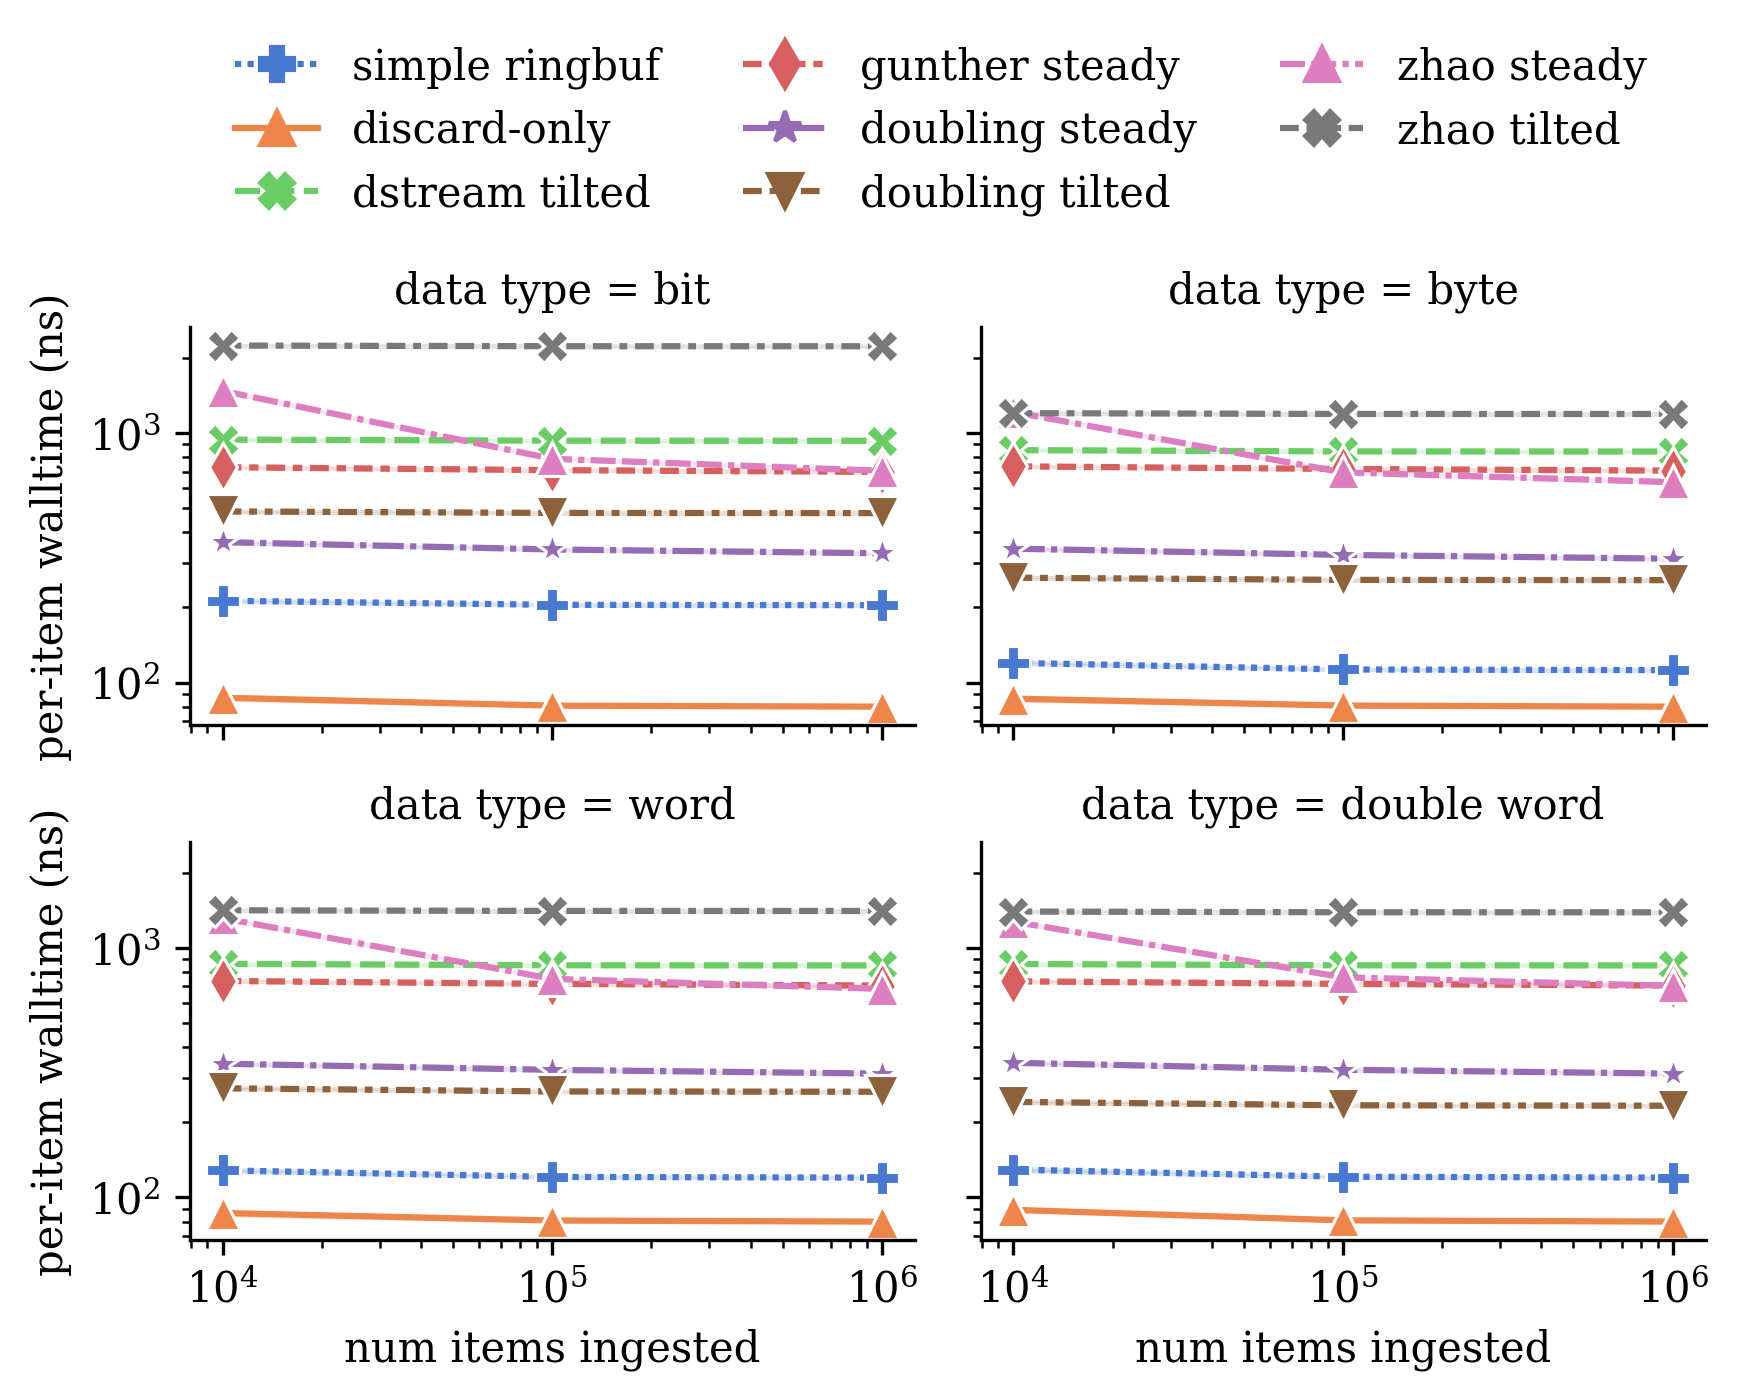 simple ringbuf
discard-only
dstream tilted
gunther steady
doubling steady
doubling tilted
zhao steady
zhao tilted
data type = bit
data type = byte
per-item walltime (ns)
10³
10²
data type = word
data type = double word
per-item walltime (ns)
10³
10²
10⁴ 10⁵ 10⁶
10⁴ 10⁵ 10⁶
num items ingested
num items ingested